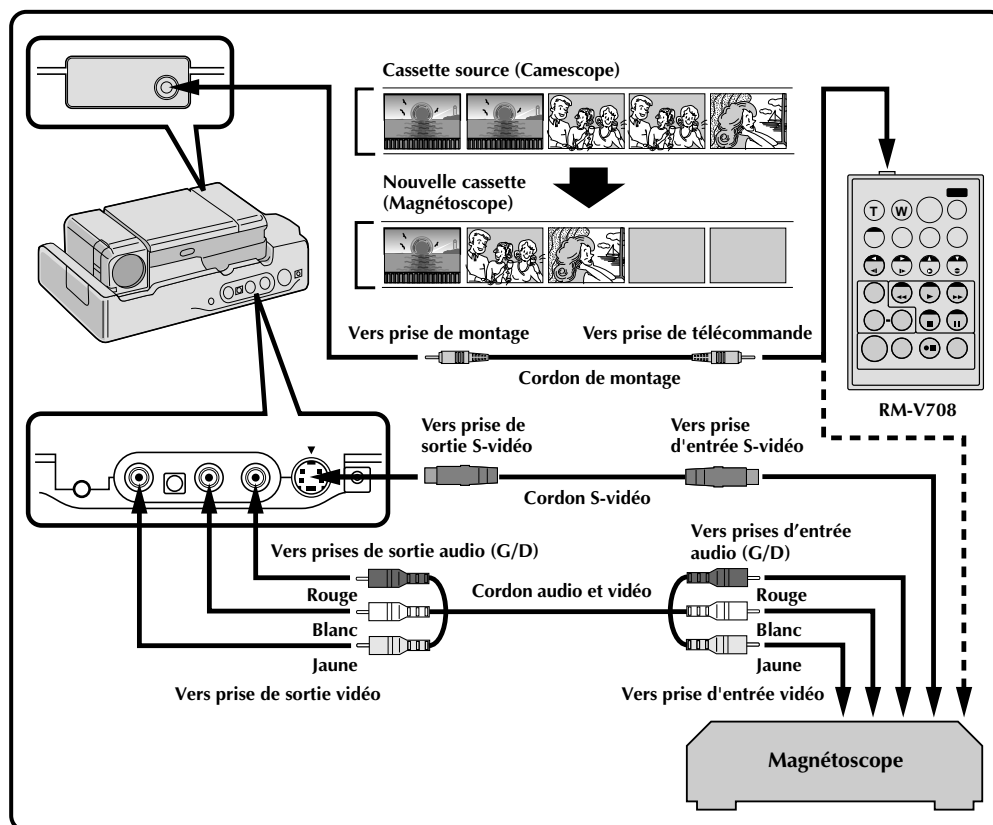 Cassette source (Camescope)
Nouvelle cassette
(Magnétoscope)
T W
Vers prise de montage
Vers prise de télécommande
Cordon de montage
RM-V708
Vers prise de
sortie S-vidéo
Vers prise
d'entrée S-vidéo
Cordon S-vidéo
Vers prises de sortie audio (G/D)
Vers prises d’entrée
audio (G/D)
Cordon audio et vidéo
Rouge
Rouge
Blanc
Blanc
Jaune
Jaune
Vers prise de sortie vidéo
Vers prise d'entrée vidéo
Magnétoscope